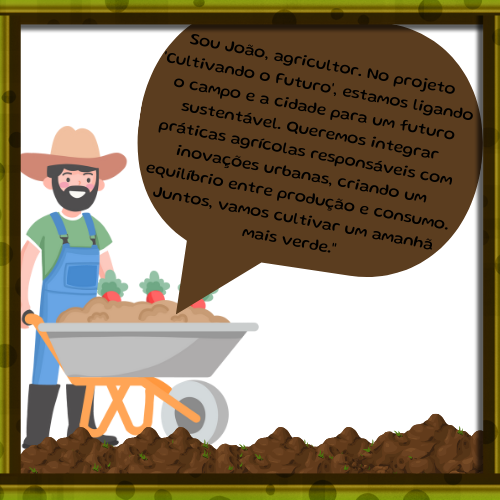 Sou João, agricultor. No projeto
'Cultivando o Futuro', estamos ligando
o campo e a cidade para um futuro
sustentável. Queremos integrar
práticas agrícolas responsáveis com
inovações urbanas, criando um
equilíbrio entre produção e consumo.
Juntos, vamos cultivar um amanhã
mais verde."